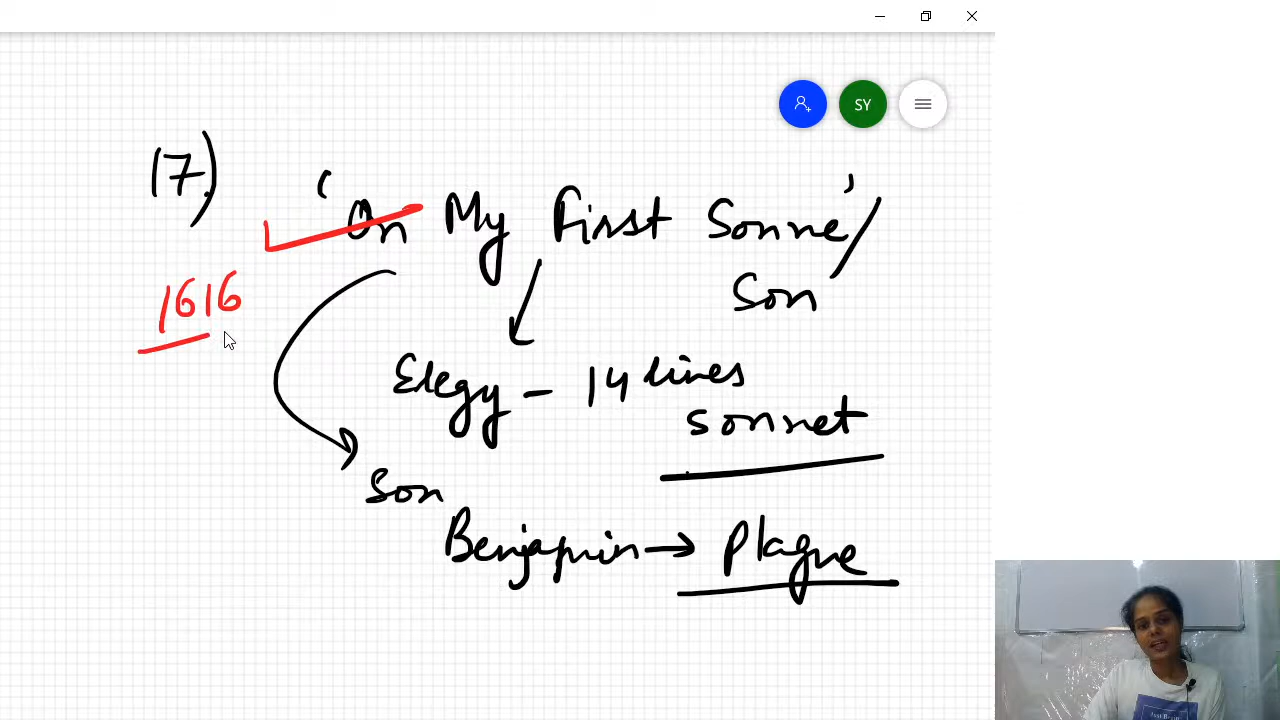 17)
'On My First Sonne'/
Son
1616
Elegy - 14 lines
sonnet
Son
Benjamin → Plague
SY